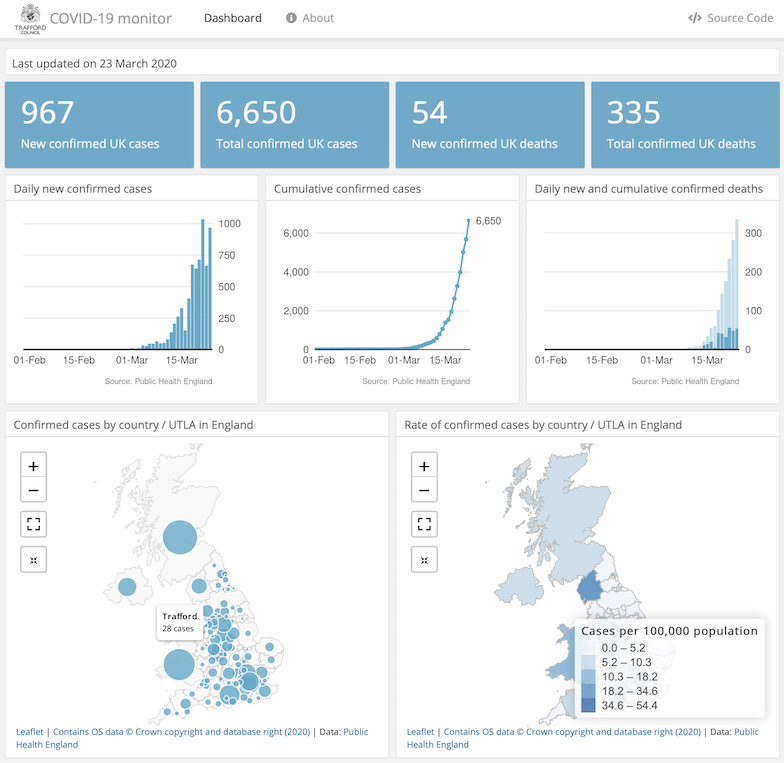 TRAFFORD
COUNCIL
COVID-19 monitor
Dashboard
About
Source Code
Last updated on 23 March 2020
967
New confirmed UK cases
6,650
Total confirmed UK cases
54
New confirmed UK deaths
335
Total confirmed UK deaths
Daily new confirmed cases
1000
750
500
250
0
01-Feb 15-Feb 01-Mar 15-Mar
Source: Public Health England
Cumulative confirmed cases
6,650
6,000
4,000
2,000
0
01-Feb 15-Feb 01-Mar 15-Mar
Source: Public Health England
Daily new and cumulative confirmed deaths
300
200
100
0
01-Feb 15-Feb 01-Mar 15-Mar
Source: Public Health England
Confirmed cases by country / UTLA in England
+
−
Trafford
28 cases
Leaflet | Contains OS data © Crown copyright and database right (2020) | Data: Public
Health England
Rate of confirmed cases by country / UTLA in England
+
−
Cases per 100,000 population
0.0 – 5.2
5.2 – 10.3
10.3 – 18.2
18.2 – 34.6
34.6 – 54.4
Leaflet | Contains OS data © Crown copyright and database right (2020) | Data: Public
Health England